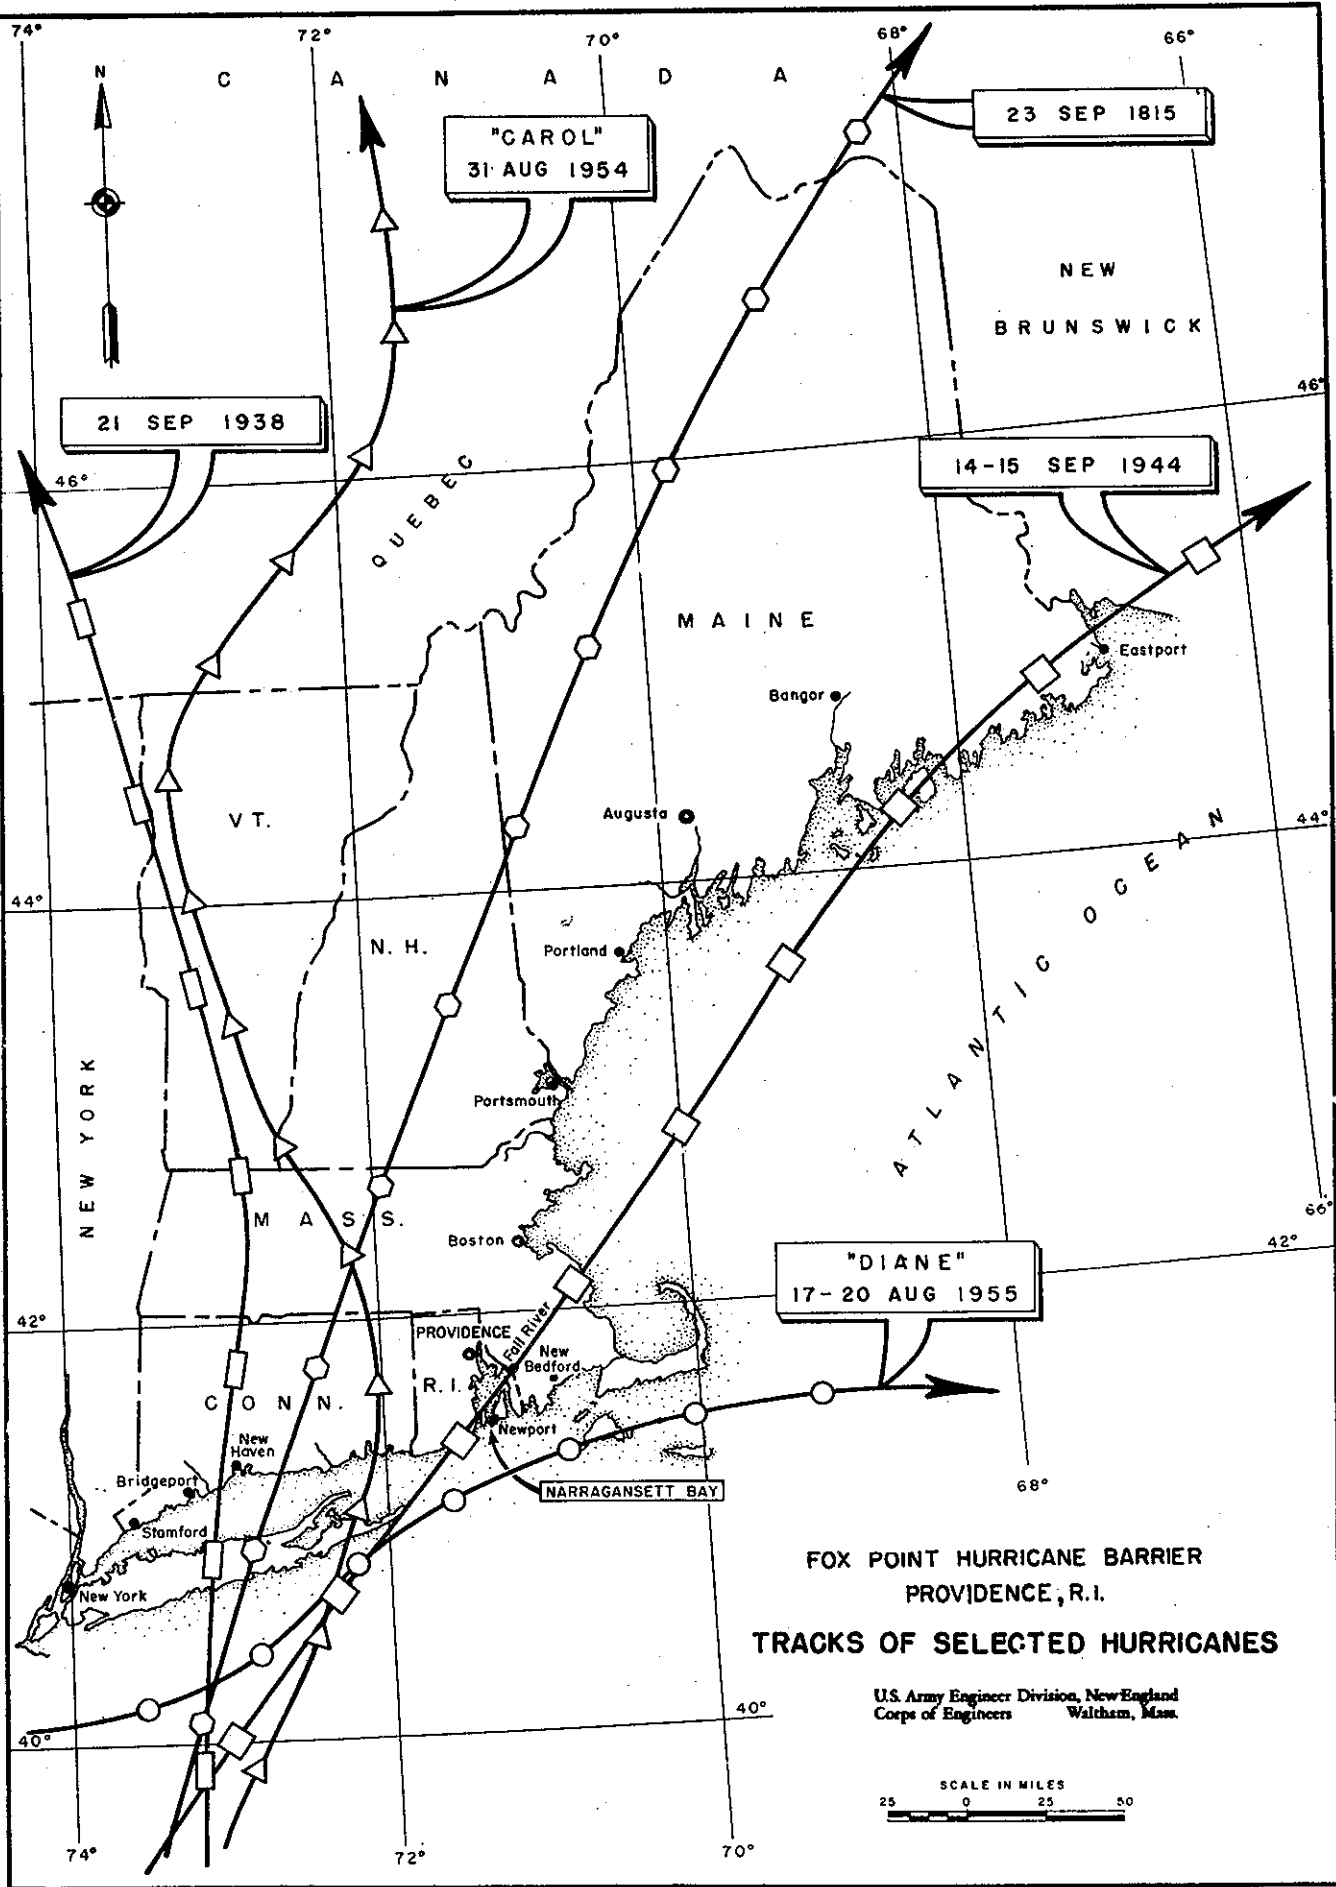 74°
72°
70°
68°
66°
N
CANADA
"CAROL"
31 AUG 1954
23 SEP 1815
NEW
BRUNSWICK
46°
21 SEP 1938
14-15 SEP 1944
46°
QUEBEC
MAINE
Eastport
Bangor
VT.
Augusta
44°
44°
N.H.
Portland
ATLANTIC OCEAN
NEW YORK
Portsmouth
MASS.
Boston
66°
42°
"DIANE"
17-20 AUG 1955
42°
PROVIDENCE
Fall River
New
Bedford
R.I.
CONN.
Newport
New
Haven
Bridgeport
NARRAGANSETT BAY
68°
Stamford
New York
FOX POINT HURRICANE BARRIER
PROVIDENCE, R.I.
TRACKS OF SELECTED HURRICANES
U.S. Army Engineer Division, New England
Corps of Engineers Waltham, Mass.
40°
40°
SCALE IN MILES
25 0 25 50
74°
72°
70°